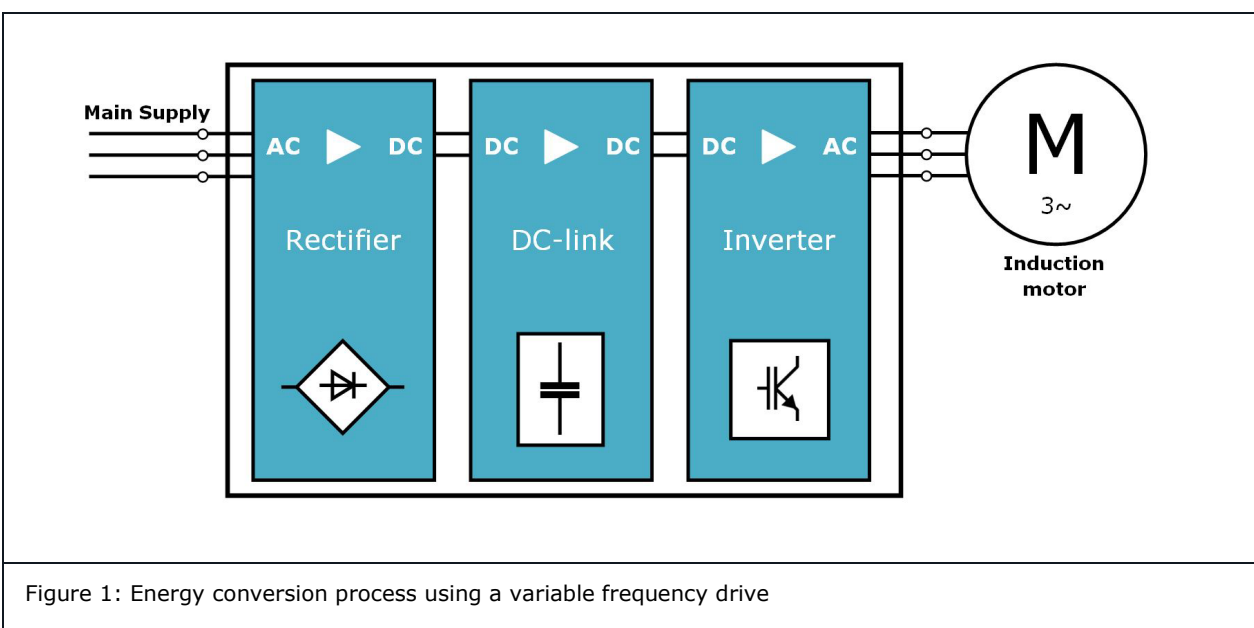 Main Supply
AC DC
Rectifier
DC DC
DC-link
DC AC
Inverter
M
3~
Induction
motor
Figure 1: Energy conversion process using a variable frequency drive